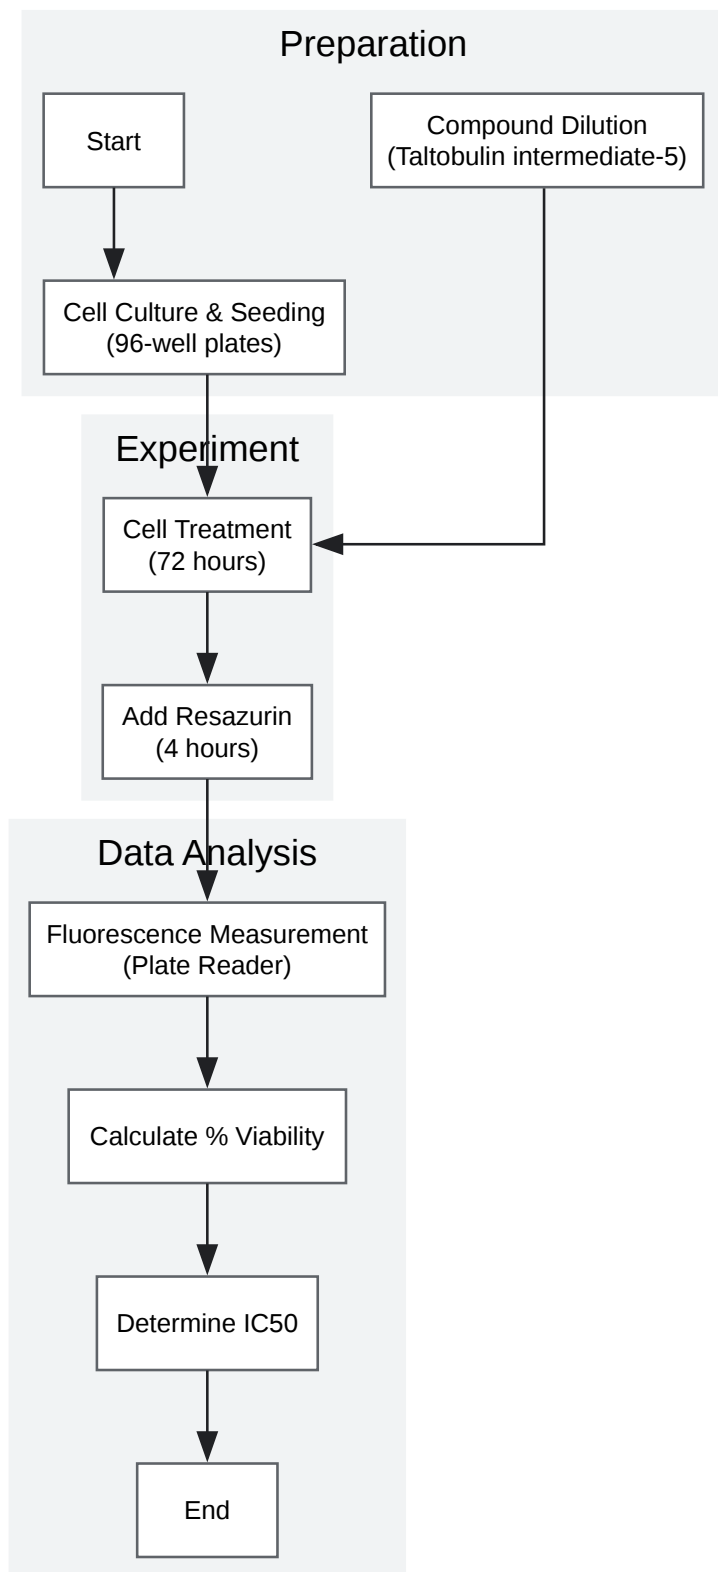 Preparation
Start
Compound Dilution
(Taltobulin intermediate-5)
Cell Culture & Seeding
(96-well plates)
Experiment
Cell Treatment
(72 hours)
Add Resazurin
(4 hours)
Data Analysis
Fluorescence Measurement
(Plate Reader)
Calculate % Viability
Determine IC50
End